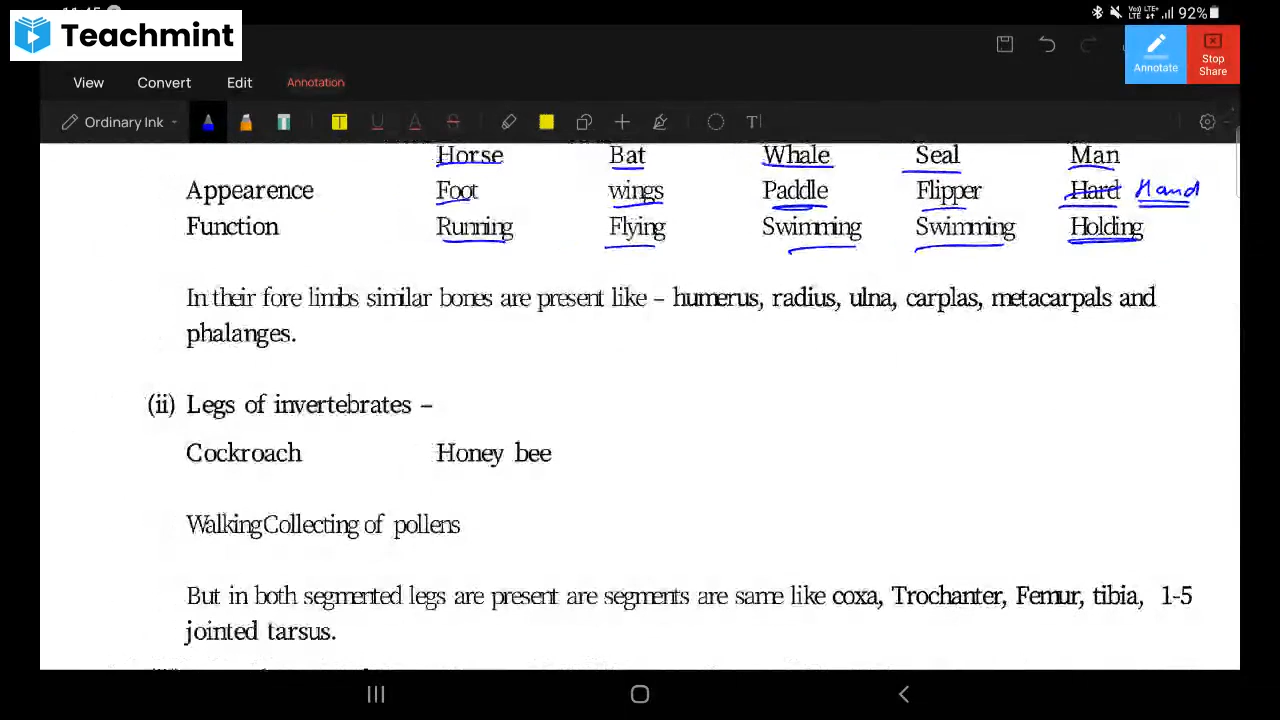 Teachmint
92%
View Convert Edit Annotation
Annotate
Stop Share
Ordinary Ink
Horse Bat Whale Seal Man
Appearence Foot wings Paddle Flipper Hard Hand
Function Running Flying Swimming Swimming Holding
In their fore limbs similar bones are present like – humerus, radius, ulna, carplas, metacarpals and
phalanges.
(ii) Legs of invertebrates –
Cockroach Honey bee
WalkingCollecting of pollens
But in both segmented legs are present are segments are same like coxa, Trochanter, Femur, tibia, 1-5
jointed tarsus.